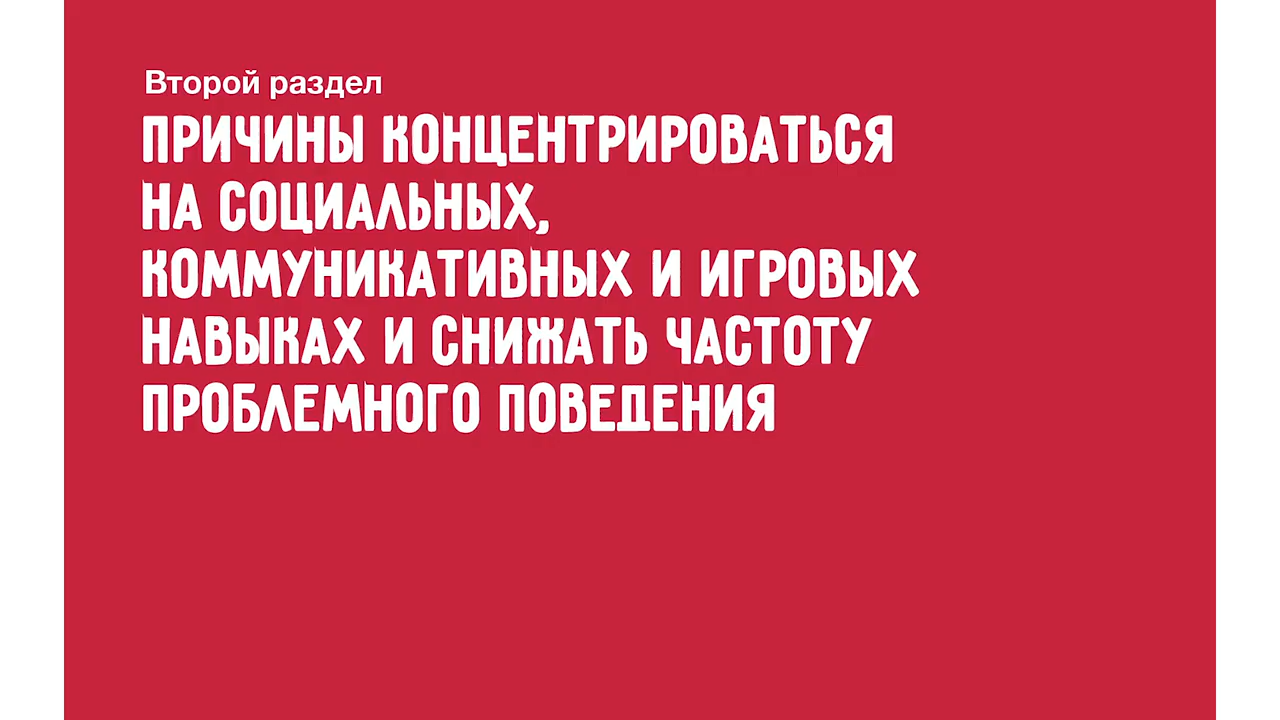 Второй раздел
ПРИЧИНЫ КОНЦЕНТРИРОВАТЬСЯ
НА СОЦИАЛЬНЫХ,
КОММУНИКАТИВНЫХ И ИГРОВЫХ
НАВЫКАХ И СНИЖАТЬ ЧАСТОТУ
ПРОБЛЕМНОГО ПОВЕДЕНИЯ